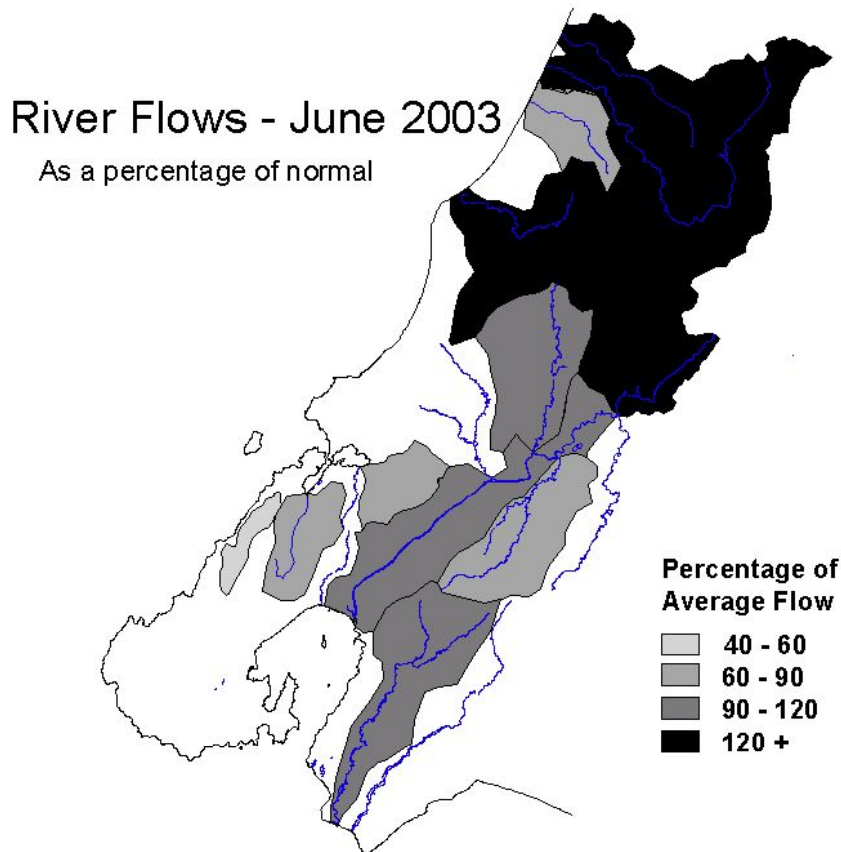 River Flows - June 2003
As a percentage of normal
Percentage of
Average Flow
40 - 60
60 - 90
90 - 120
120 +